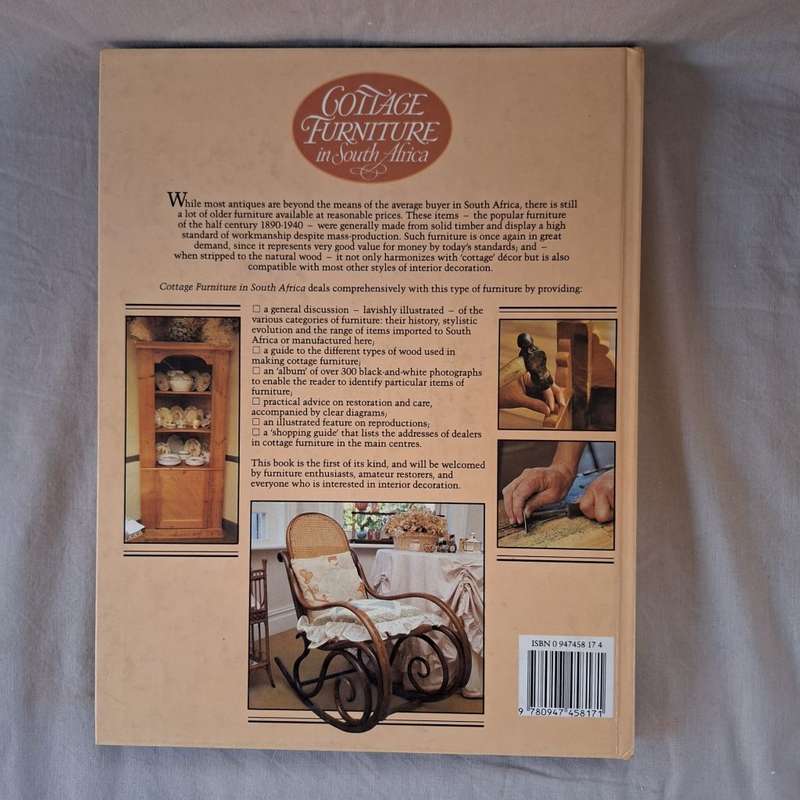 COTTAGE
FURNITURE
in South Africa
While most antiques are beyond the means of the average buyer in South Africa, there is still
a lot of older furniture available at reasonable prices. These items – the popular furniture
of the half century 1890-1940 – were generally made from solid timber and display a high
standard of workmanship despite mass-production. Such furniture is once again in great
demand, since it represents very good value for money by today's standards; and –
when stripped to the natural wood – it not only harmonizes with 'cottage' décor but is also
compatible with most other styles of interior decoration.
Cottage Furniture in South Africa deals comprehensively with this type of furniture by providing:
☐ a general discussion – lavishly illustrated – of the
various categories of furniture: their history, stylistic
evolution and the range of items imported to South
Africa or manufactured here;
☐ a guide to the different types of wood used in
making cottage furniture;
☐ an 'album' of over 300 black-and-white photographs
to enable the reader to identify particular items of
furniture;
☐ practical advice on restoration and care,
accompanied by clear diagrams;
☐ an illustrated feature on reproductions;
☐ a 'shopping guide' that lists the addresses of dealers
in cottage furniture in the main centres.
This book is the first of its kind, and will be welcomed
by furniture enthusiasts, amateur restorers, and
everyone who is interested in interior decoration.
ISBN 0 947458 17 4
9 780947 458171